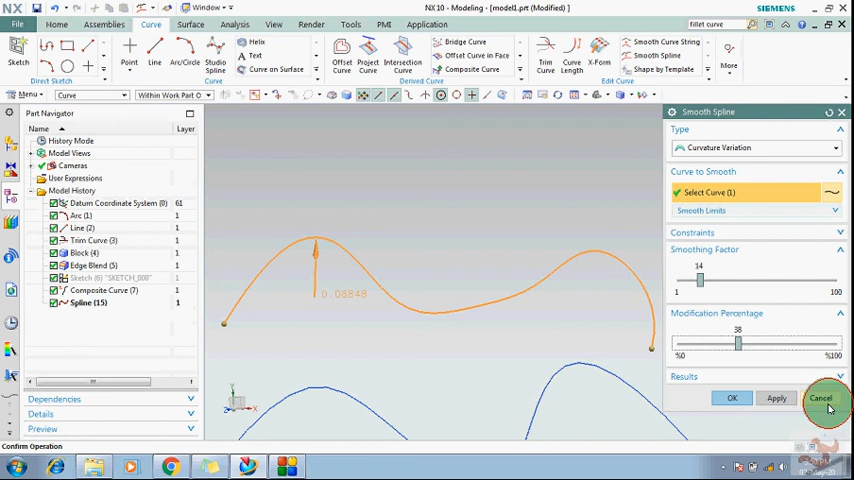 NX
Window
NX 10 - Modeling - [model1.prt (Modified) ]
SIEMENS
File
Home
Assemblies
Curve
Surface
Analysis
View
Render
Tools
PMI
Application
fillet curve
Sketch
Direct Sketch
Point
Line
Arc/Circle
Studio Spline
Helix
Text
Curve on Surface
Curve
Offset Curve
Project Curve
Intersection Curve
Bridge Curve
Offset Curve in Face
Composite Curve
Derived Curve
Trim Curve
Curve Length
X-Form
Smooth Curve String
Smooth Spline
Shape by Template
Edit Curve
More
Curve
Within Work Part O
Part Navigator
Name
Layer
History Mode
Model Views
Cameras
User Expressions
Model History
Datum Coordinate System (0) 61
Arc (1) 1
Line (2) 1
Trim Curve (3) 1
Block (4) 1
Edge Blend (5) 1
Sketch (6) "SKETCH_000" 1
Composite Curve (7) 1
Spline (15) 1
Dependencies
Details
Preview
0.08848
Y
X
Z
Smooth Spline
Type
Curvature Variation
Curve to Smooth
Select Curve (1)
Smooth Limits
Constraints
Smoothing Factor
14
1 100
Modification Percentage
38
%0 %100
Results
OK
Apply
Cancel
Confirm Operation